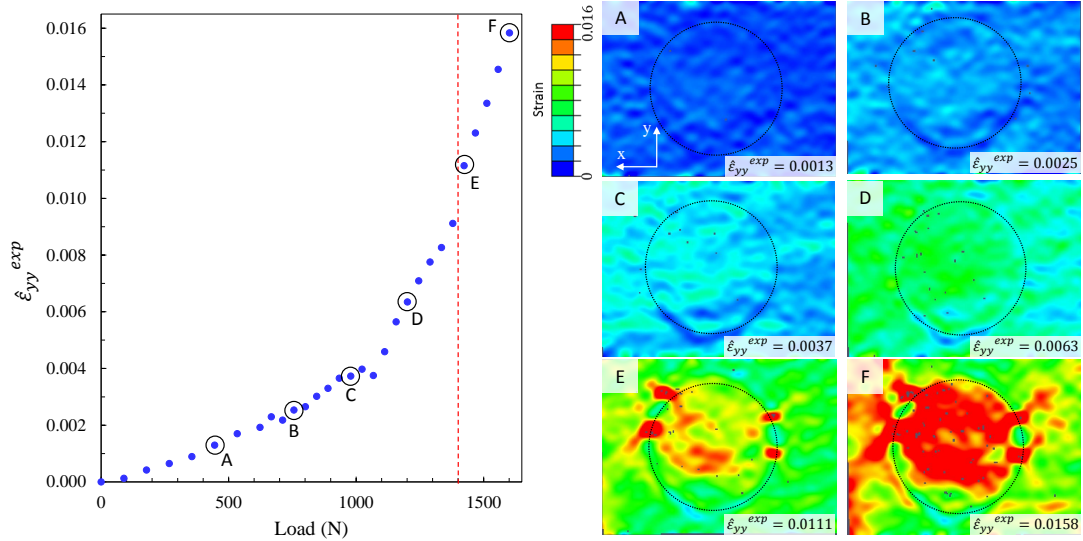 0.016
0.014
0.012
0.010
0.008
0.006
0.004
0.002
0.000
0
500
1000
1500
Load (N)
ε̂yy^exp
A
B
C
D
E
F
0.016
Strain
0
A
y
x
ε̂yy^exp = 0.0013
B
ε̂yy^exp = 0.0025
C
ε̂yy^exp = 0.0037
D
ε̂yy^exp = 0.0063
E
ε̂yy^exp = 0.0111
F
ε̂yy^exp = 0.0158